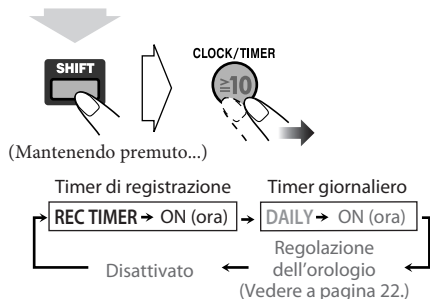 CLOCK/TIMER
SHIFT
≧10
(Mantenendo premuto...)
Timer di registrazione Timer giornaliero
REC TIMER → ON (ora) → DAILY → ON (ora)
Regolazione
Disattivato ← dell'orologio ←
(Vedere a pagina 22.)